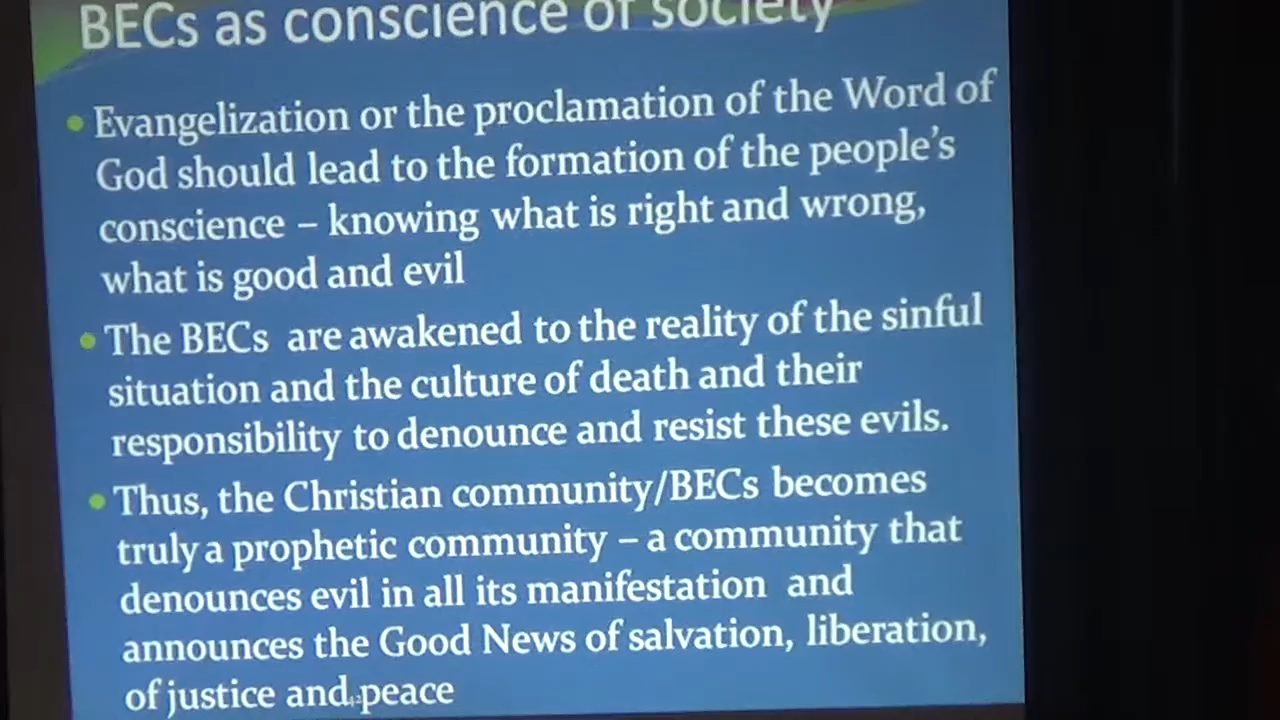 BECs as conscience of society
• Evangelization or the proclamation of the Word of
God should lead to the formation of the people's
conscience – knowing what is right and wrong,
what is good and evil
• The BECs are awakened to the reality of the sinful
situation and the culture of death and their
responsibility to denounce and resist these evils.
• Thus, the Christian community/BECs becomes
truly a prophetic community – a community that
denounces evil in all its manifestation and
announces the Good News of salvation, liberation,
of justice and peace